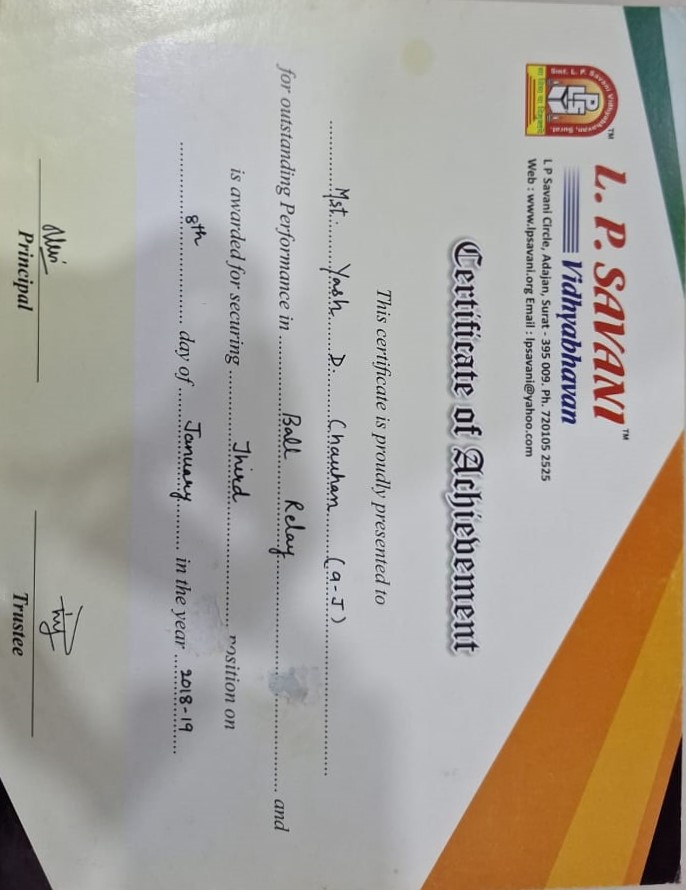 L. P. SAVANI™
Vidhyabhavan
L P Savani Circle, Adajan, Surat - 395 009. Ph. 720105 2525
Web : www.lpsavani.org Email : lpsavani@yahoo.com
Smt. L. P. Savani Vidhyabhavan, Surat.
LPS
TM
Certificate of Achievement
This certificate is proudly presented to
Mst. Yash D. Chauhan (9-J)
for outstanding Performance in Ball Relay and
is awarded for securing Third position on
8th day of January in the year 2018-19
Principal
Trustee